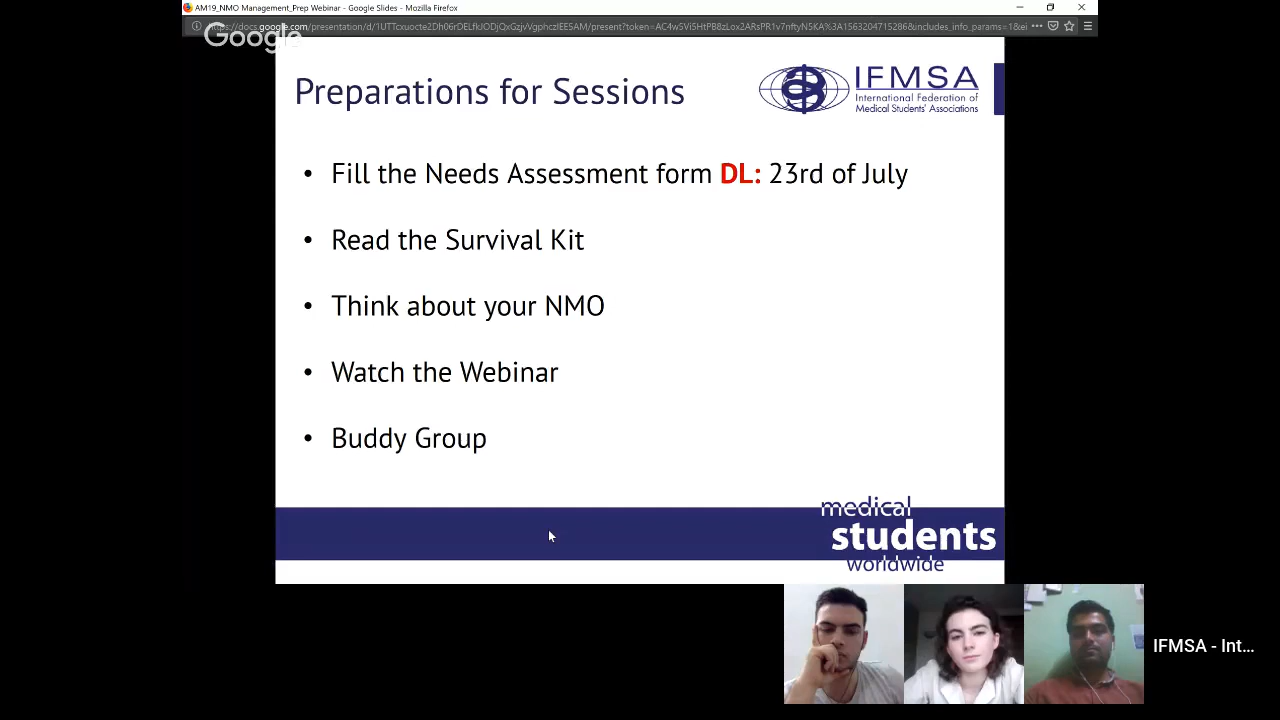 AM19_NMO Management_Prep Webinar - Google Slides - Mozilla Firefox
Google
Preparations for Sessions
IFMSA
International Federation of
Medical Students' Associations
• Fill the Needs Assessment form DL: 23rd of July
• Read the Survival Kit
• Think about your NMO
• Watch the Webinar
• Buddy Group
medical
students
worldwide
IFMSA - Int...